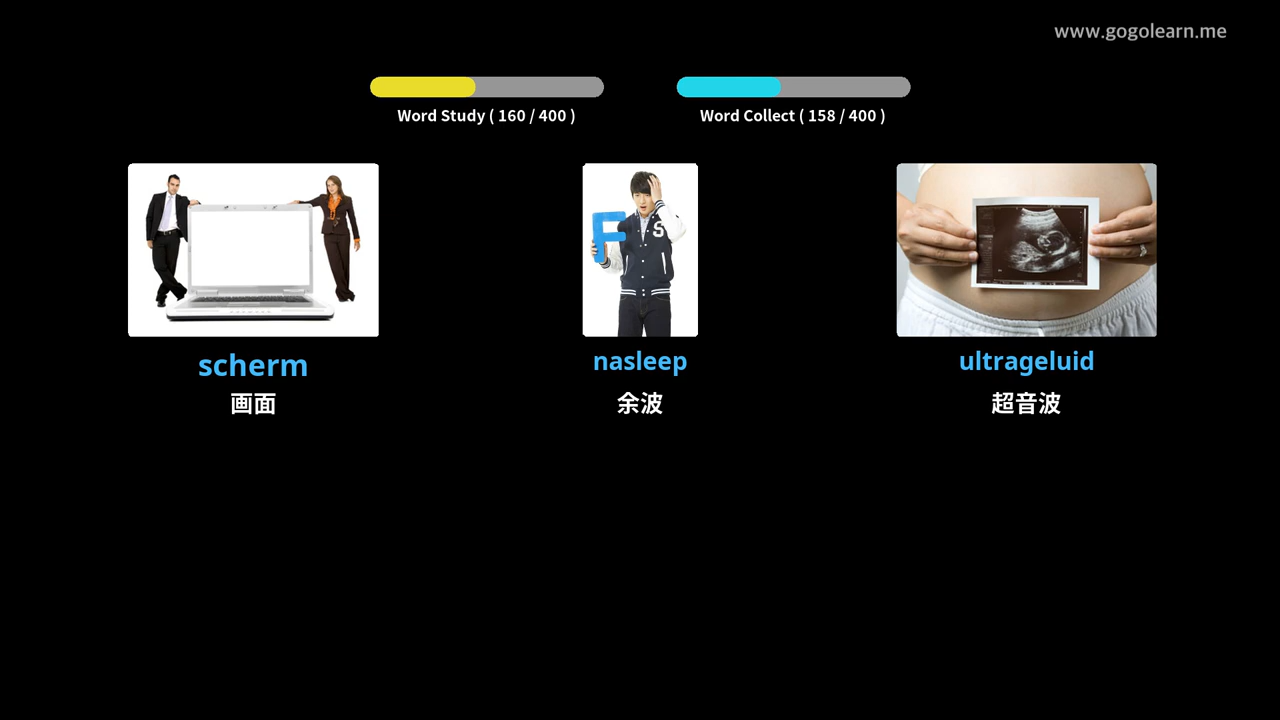 www.gogolearn.me
Word Study ( 160 / 400 )
Word Collect ( 158 / 400 )
F
S
scherm
nasleep
ultrageluid
画面
余波
超音波